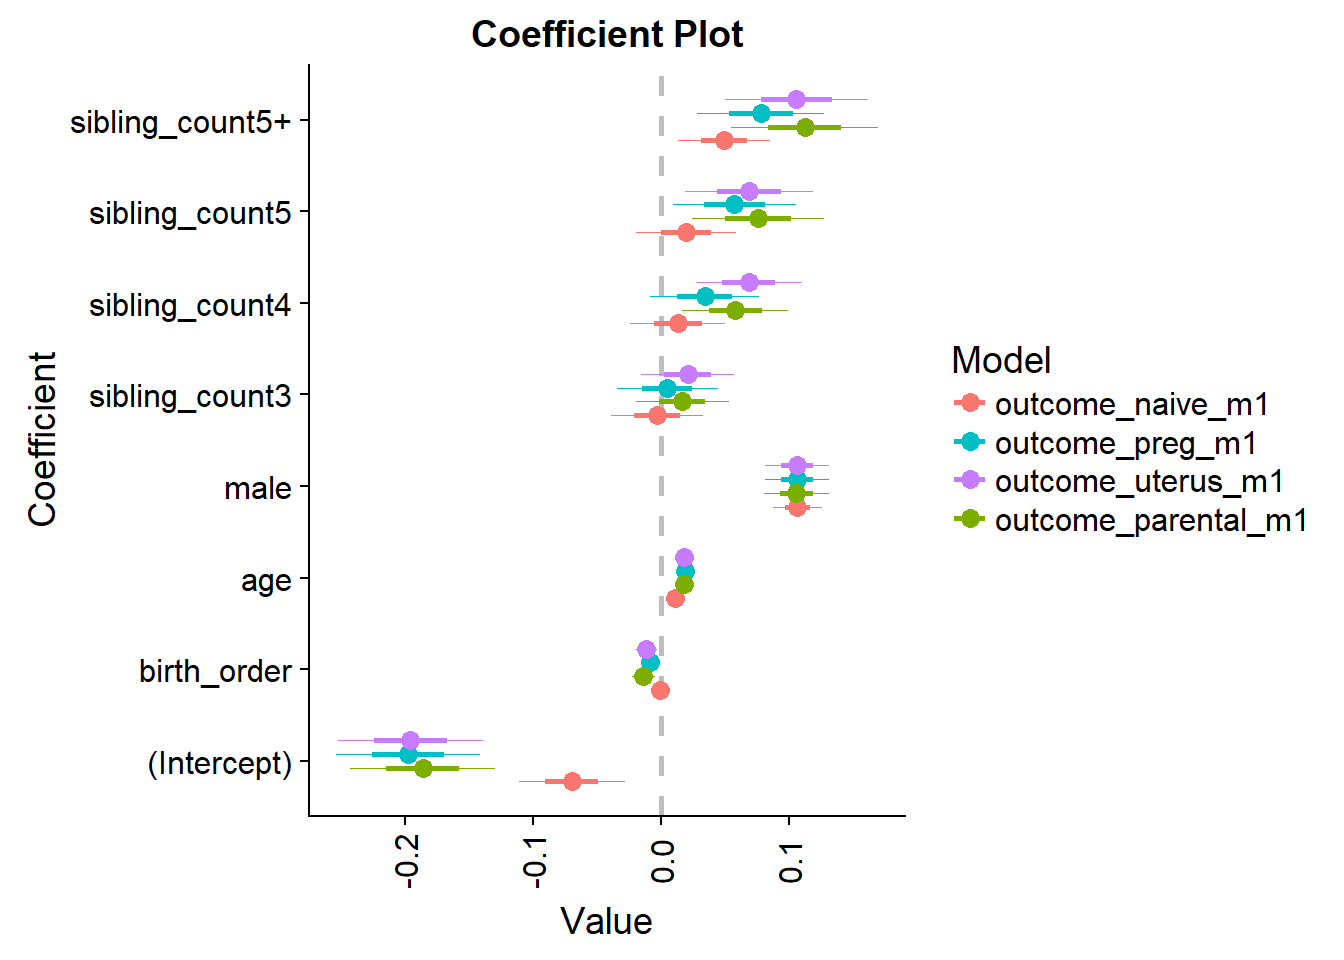 Coefficient Plot
sibling_count5+
sibling_count5
sibling_count4
sibling_count3
male
age
birth_order
(Intercept)
Coefficient
-0.2
-0.1
0.0
0.1
Value
Model
outcome_naive_m1
outcome_preg_m1
outcome_uterus_m1
outcome_parental_m1